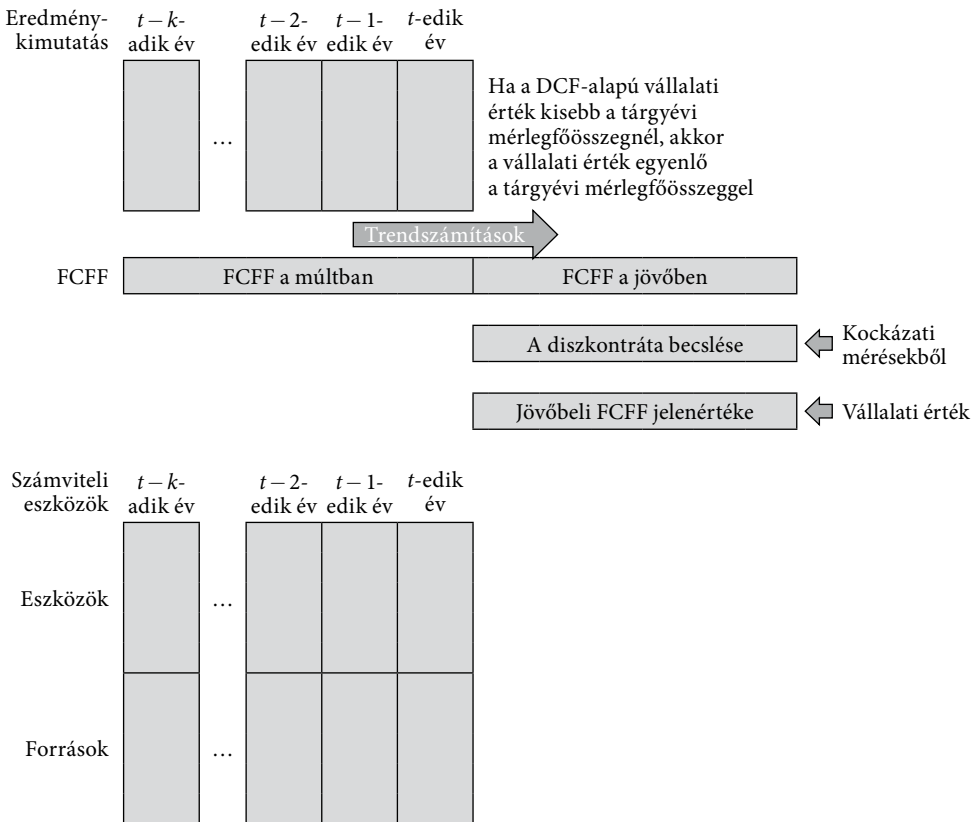 Eredmény-
kimutatás
t – k-
adik év
t – 2-
edik év
t – 1-
edik év
t-edik
év
…
Ha a DCF-alapú vállalati
érték kisebb a tárgyévi
mérlegfőösszegnél, akkor
a vállalati érték egyenlő
a tárgyévi mérlegfőösszeggel
Trendszámítások
FCFF
FCFF a múltban
FCFF a jövőben
A diszkontráta becslése
Kockázati
mérésekből
Jövőbeli FCFF jelenértéke
Vállalati érték
Számviteli
eszközök
t – k-
adik év
t – 2-
edik év
t – 1-
edik év
t-edik
év
Eszközök
…
Források
…